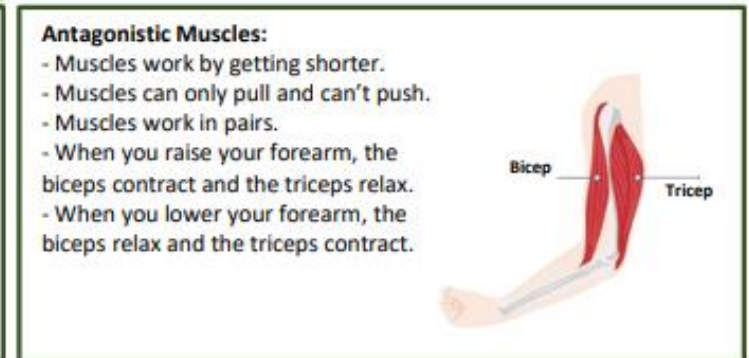 Antagonistic Muscles:
- Muscles work by getting shorter.
- Muscles can only pull and can't push.
- Muscles work in pairs.
- When you raise your forearm, the
biceps contract and the triceps relax.
- When you lower your forearm, the
biceps relax and the triceps contract.
Bicep
Tricep